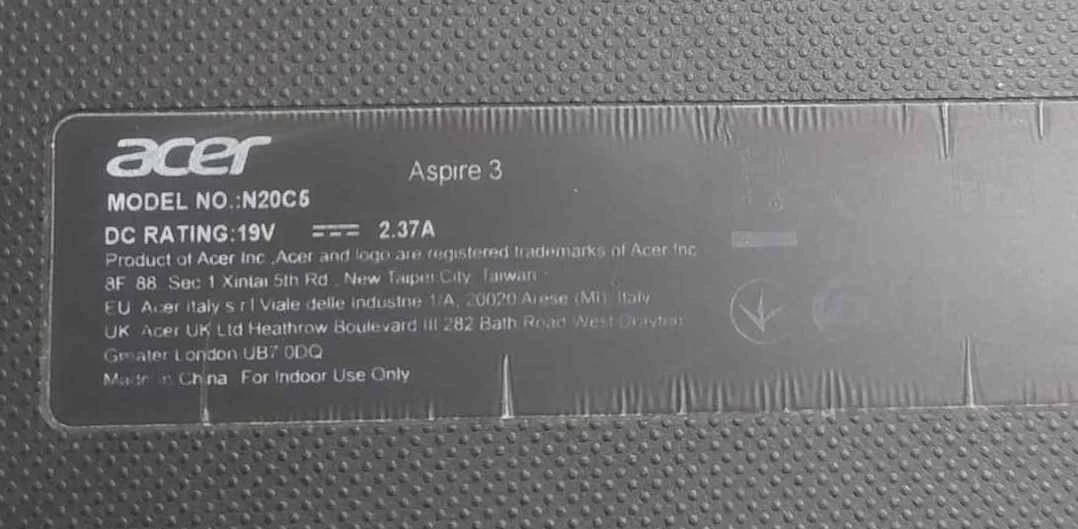 acer
Aspire 3
MODEL NO.:N20C5
DC RATING:19V ⎓ 2.37A
Product of Acer Inc.,Acer and logo are registered trademarks of Acer Inc
8F 88 Sec 1 Xintai 5th Rd., New Taipei City, Taiwan
EU Acer italy s r l Viale delle Industrie 1/A, 20020 Arese (MI) Italy
UK Acer UK Ltd Heathrow Boulevard III 282 Bath Road West Drayton
Greater London UB7 0DQ
Made in China For Indoor Use Only